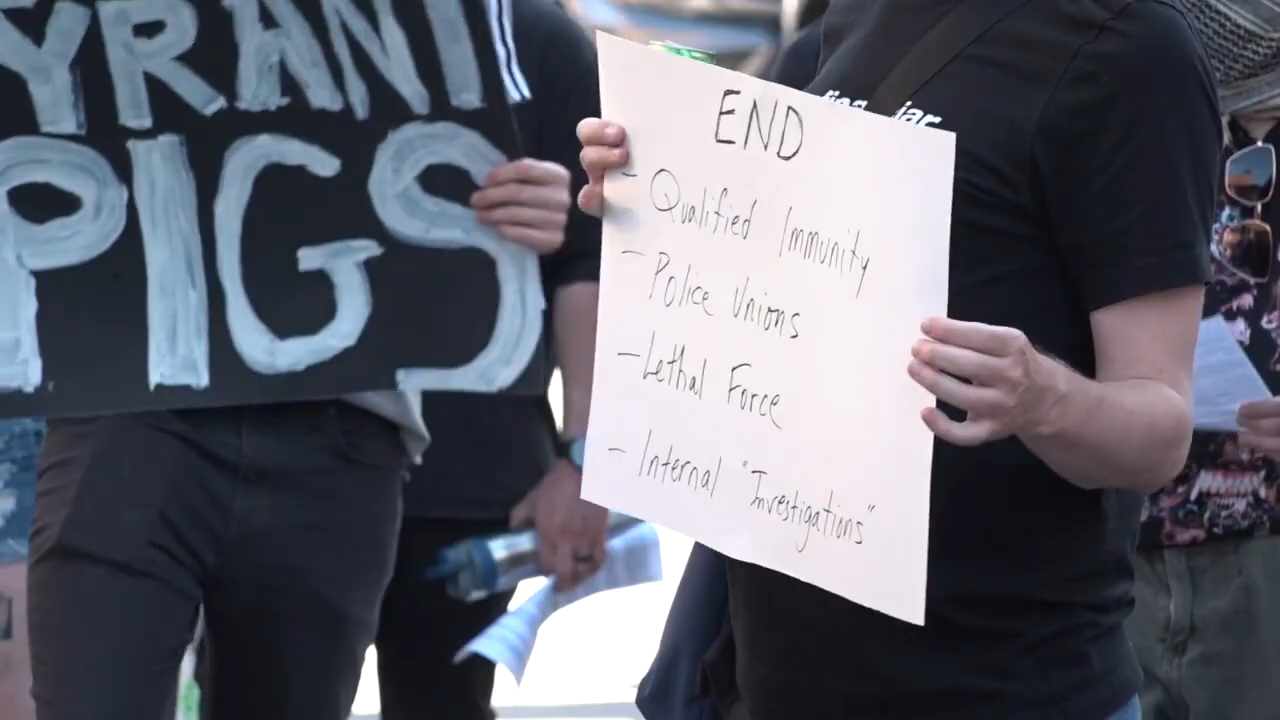 YRANT
PIGS
END
- Qualified Immunity
- Police Unions
- Lethal Force
- Internal "Investigations"